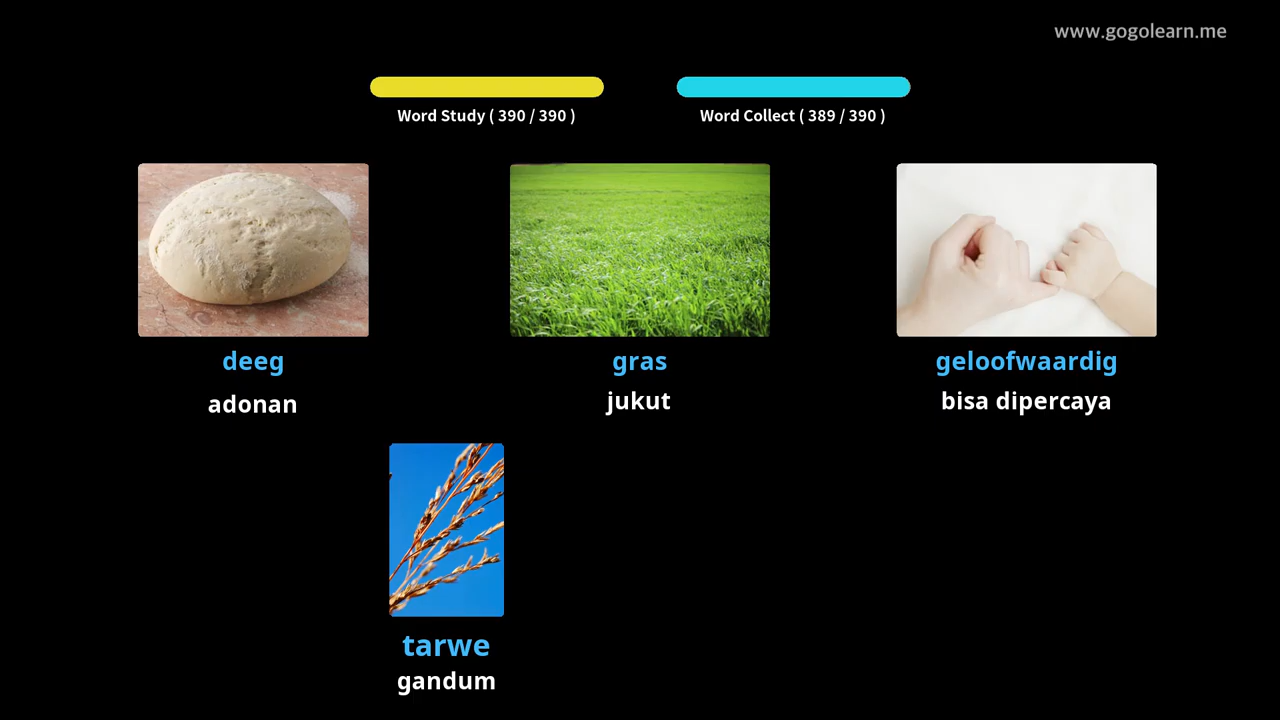 www.gogolearn.me
Word Study ( 390 / 390 )
Word Collect ( 389 / 390 )
deeg
adonan
gras
jukut
geloofwaardig
bisa dipercaya
tarwe
gandum